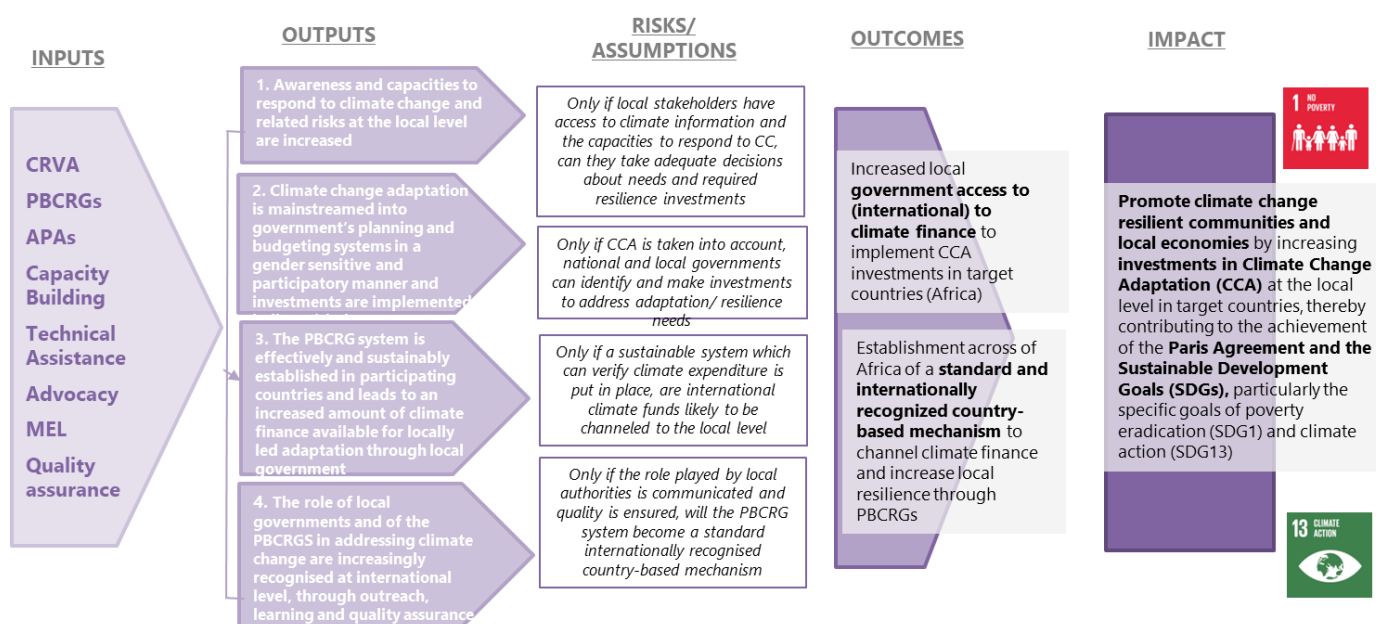 INPUTS
CRVA
PBCRGs
APAs
Capacity
Building
Technical
Assistance
Advocacy
MEL
Quality
assurance
OUTPUTS
1. Awareness and capacities to
respond to climate change and
related risks at the local level
are increased
2. Climate change adaptation
is mainstreamed into
government's planning and
budgeting systems in a
gender sensitive and
participatory manner and
investments are implemented
3. The PBCRG system is
effectively and sustainably
established in participating
countries and leads to an
increased amount of climate
finance available for locally
led adaptation through local
government
4. The role of local
governments and of the
PBCRGS in addressing climate
change are increasingly
recognised at international
level, through outreach,
learning and quality assurance
RISKS/
ASSUMPTIONS
Only if local stakeholders have
access to climate information and
the capacities to respond to CC,
can they take adequate decisions
about needs and required
resilience investments
Only if CCA is taken into account,
national and local governments
can identify and make investments
to address adaptation/ resilience
needs
Only if a sustainable system which
can verify climate expenditure is
put in place, are international
climate funds likely to be
channeled to the local level
Only if the role played by local
authorities is communicated and
quality is ensured, will the PBCRG
system become a standard
internationally recognised
country-based mechanism
OUTCOMES
Increased local
government access to
(international) to
climate finance to
implement CCA
investments in target
countries (Africa)
Establishment across of
Africa of a standard and
internationally
recognized country-
based mechanism to
channel climate finance
and increase local
resilience through
PBCRGs
IMPACT
1 NO
POVERTY
Promote climate change
resilient communities and
local economies by increasing
investments in Climate Change
Adaptation (CCA) at the local
level in target countries, thereby
contributing to the achievement
of the Paris Agreement and the
Sustainable Development
Goals (SDGs), particularly the
specific goals of poverty
eradication (SDG1) and climate
action (SDG13)
13 CLIMATE
ACTION